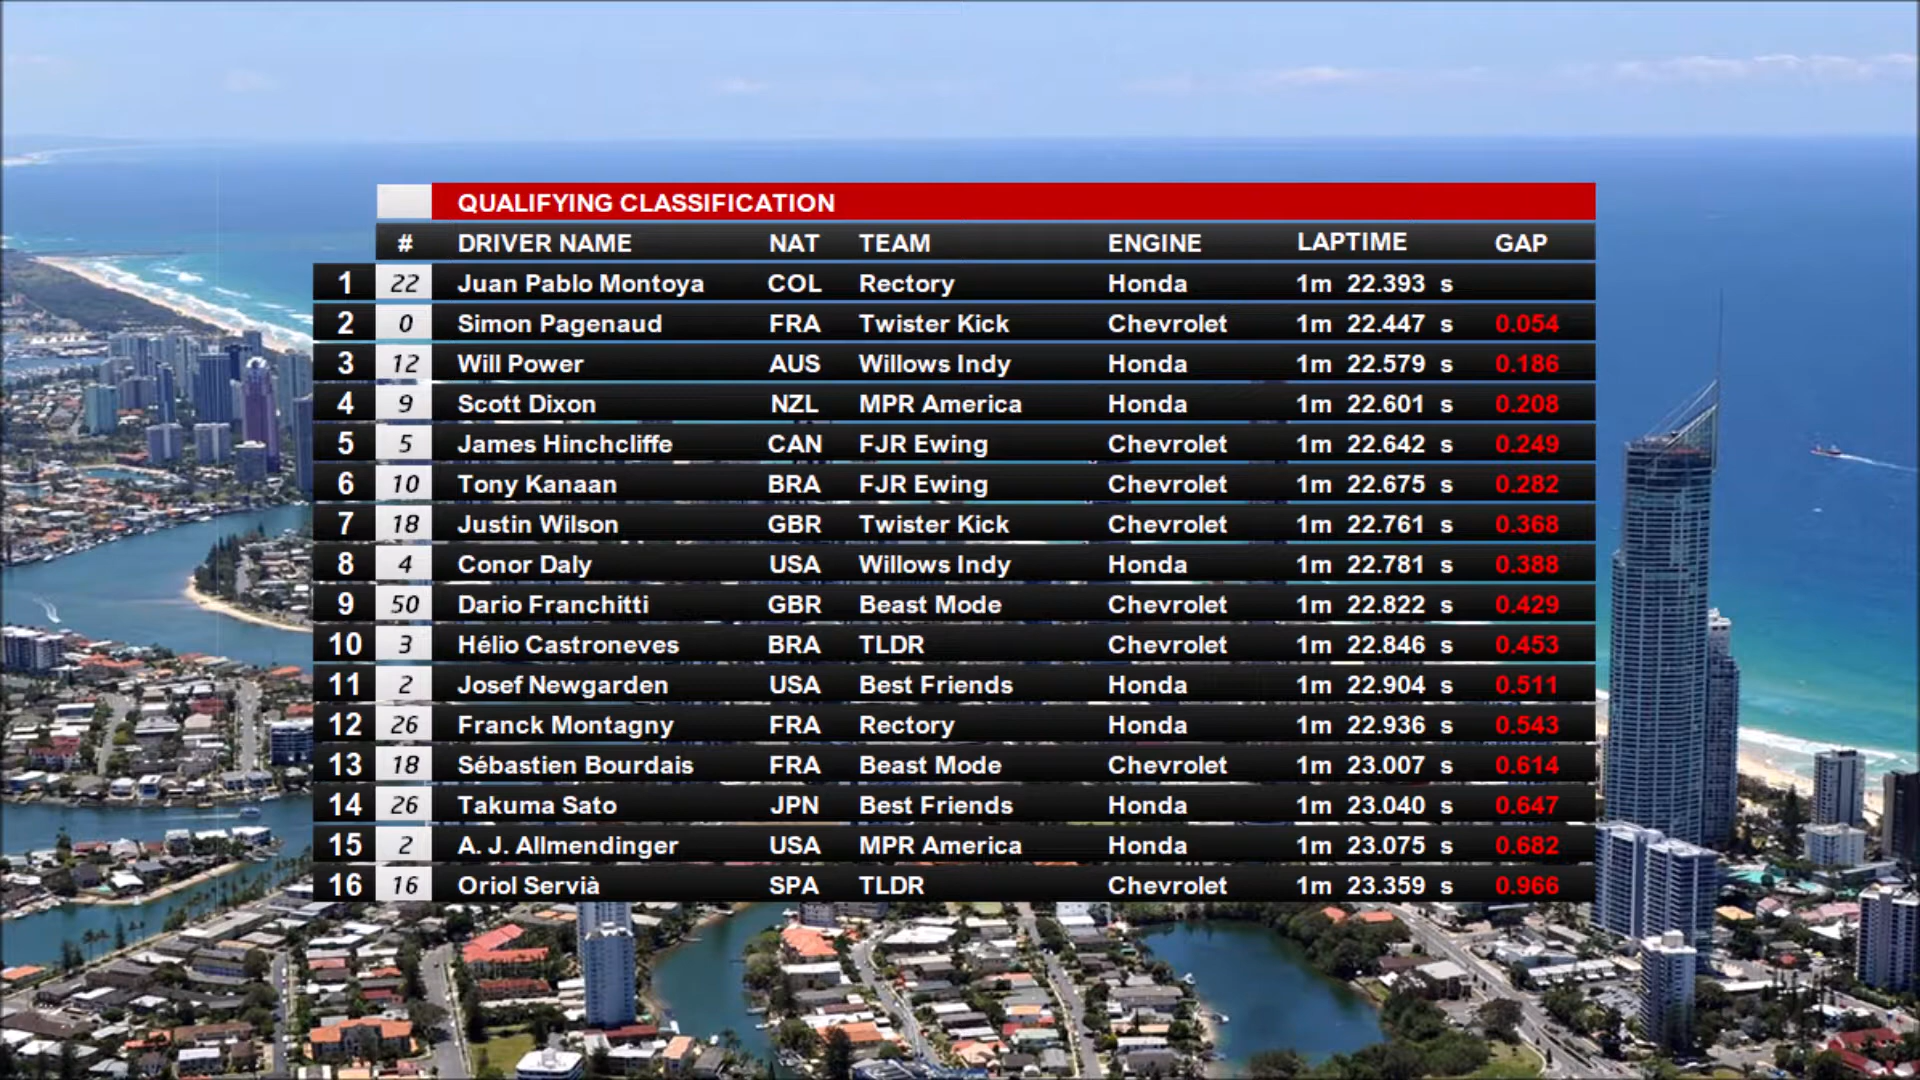 QUALIFYING CLASSIFICATION
# DRIVER NAME NAT TEAM ENGINE LAPTIME GAP
1 22 Juan Pablo Montoya COL Rectory Honda 1m 22.393 s
2 0 Simon Pagenaud FRA Twister Kick Chevrolet 1m 22.447 s 0.054
3 12 Will Power AUS Willows Indy Honda 1m 22.579 s 0.186
4 9 Scott Dixon NZL MPR America Honda 1m 22.601 s 0.208
5 5 James Hinchcliffe CAN FJR Ewing Chevrolet 1m 22.642 s 0.249
6 10 Tony Kanaan BRA FJR Ewing Chevrolet 1m 22.675 s 0.282
7 18 Justin Wilson GBR Twister Kick Chevrolet 1m 22.761 s 0.368
8 4 Conor Daly USA Willows Indy Honda 1m 22.781 s 0.388
9 50 Dario Franchitti GBR Beast Mode Chevrolet 1m 22.822 s 0.429
10 3 Hélio Castroneves BRA TLDR Chevrolet 1m 22.846 s 0.453
11 2 Josef Newgarden USA Best Friends Honda 1m 22.904 s 0.511
12 26 Franck Montagny FRA Rectory Honda 1m 22.936 s 0.543
13 18 Sébastien Bourdais FRA Beast Mode Chevrolet 1m 23.007 s 0.614
14 26 Takuma Sato JPN Best Friends Honda 1m 23.040 s 0.647
15 2 A. J. Allmendinger USA MPR America Honda 1m 23.075 s 0.682
16 16 Oriol Servià SPA TLDR Chevrolet 1m 23.359 s 0.966